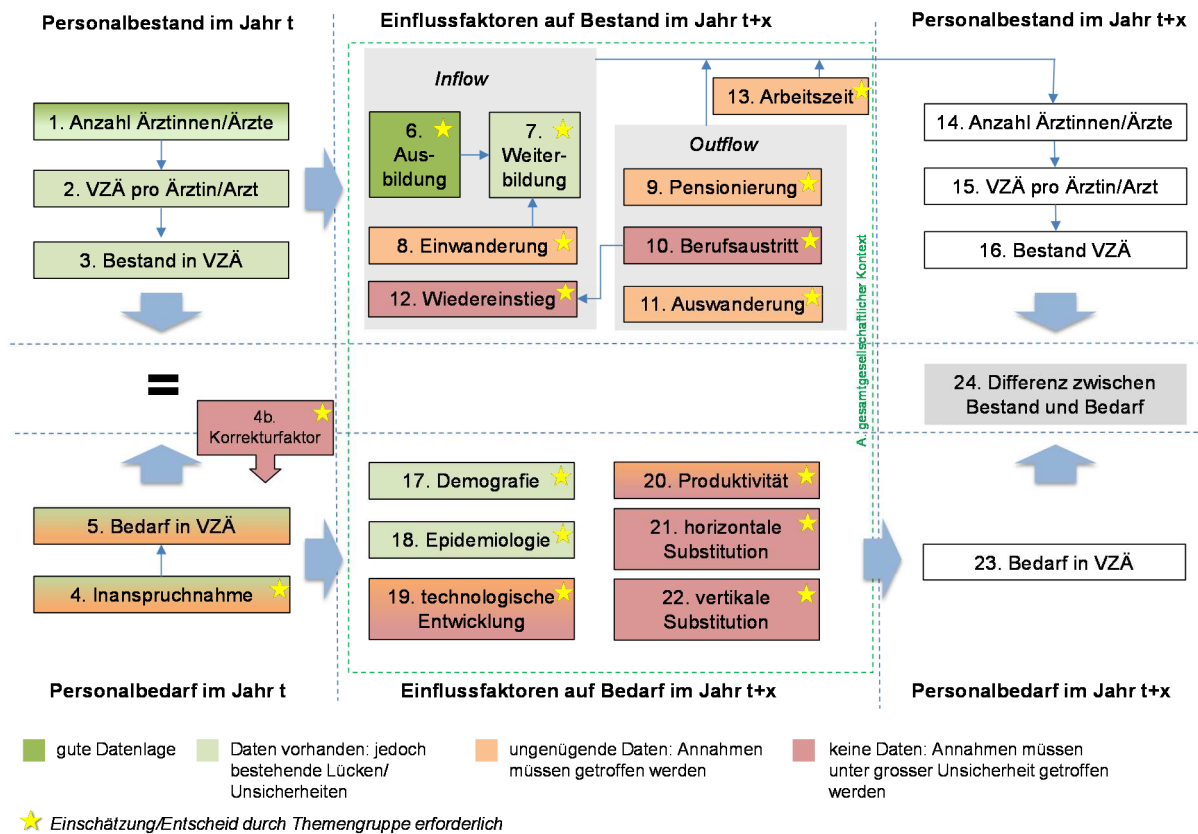 Personalbestand im Jahr t
Einflussfaktoren auf Bestand im Jahr t+x
Personalbestand im Jahr t+x
1. Anzahl Ärztinnen/Ärzte
2. VZÄ pro Ärztin/Arzt
3. Bestand in VZÄ
Inflow
6.
Aus-
bildung
7.
Weiter-
bildung
8. Einwanderung
12. Wiedereinstieg
13. Arbeitszeit
Outflow
9. Pensionierung
10. Berufsaustritt
11. Auswanderung
A. gesamtgesellschaftlicher Kontext
14. Anzahl Ärztinnen/Ärzte
15. VZÄ pro Ärztin/Arzt
16. Bestand VZÄ
=
4b.
Korrekturfaktor
24. Differenz zwischen
Bestand und Bedarf
5. Bedarf in VZÄ
4. Inanspruchnahme
17. Demografie
18. Epidemiologie
19. technologische
Entwicklung
20. Produktivität
21. horizontale
Substitution
22. vertikale
Substitution
23. Bedarf in VZÄ
Personalbedarf im Jahr t
Einflussfaktoren auf Bedarf im Jahr t+x
Personalbedarf im Jahr t+x
gute Datenlage
Daten vorhanden: jedoch
bestehende Lücken/
Unsicherheiten
ungenügende Daten: Annahmen
müssen getroffen werden
keine Daten: Annahmen müssen
unter grosser Unsicherheit getroffen
werden
Einschätzung/Entscheid durch Themengruppe erforderlich